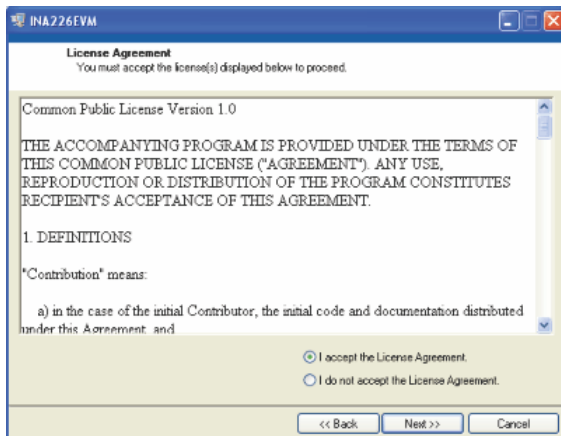 INA226EVM
License Agreement
You must accept the license(s) displayed below to proceed.
Common Public License Version 1.0
THE ACCOMPANYING PROGRAM IS PROVIDED UNDER THE TERMS OF
THIS COMMON PUBLIC LICENSE ("AGREEMENT"). ANY USE,
REPRODUCTION OR DISTRIBUTION OF THE PROGRAM CONSTITUTES
RECIPIENT'S ACCEPTANCE OF THIS AGREEMENT.
1. DEFINITIONS
"Contribution" means:
a) in the case of the initial Contributor, the initial code and documentation distributed
under this Agreement, and
I accept the License Agreement.
I do not accept the License Agreement.
<< Back Next >> Cancel